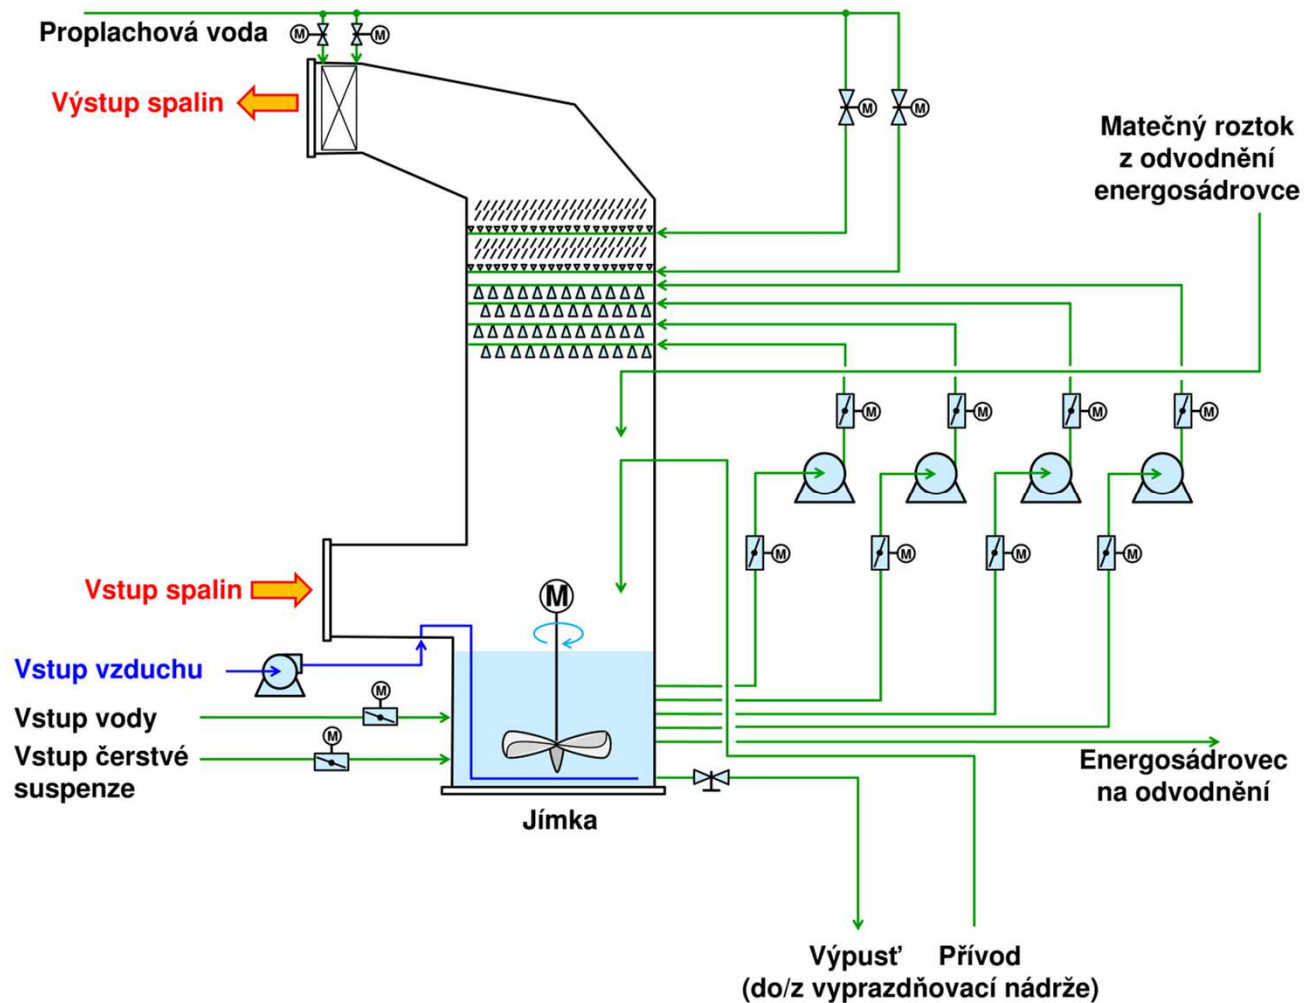 Proplachová voda
M
M
M
M
Výstup spalin
Matečný roztok
z odvodnění
energosádrovce
M
M
M
M
M
M
M
M
Vstup spalin
M
Vstup vzduchu
M
Vstup vody
M
Vstup čerstvé
suspenze
Jímka
Energosádrovec
na odvodnění
Výpusť Přívod
(do/z vyprazdňovací nádrže)